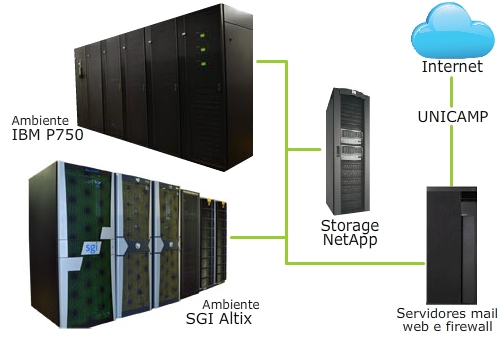 Ambiente
IBM P750
sgi
Ambiente
SGI Altix
Storage
NetApp
Internet
UNICAMP
Servidores mail
web e firewall